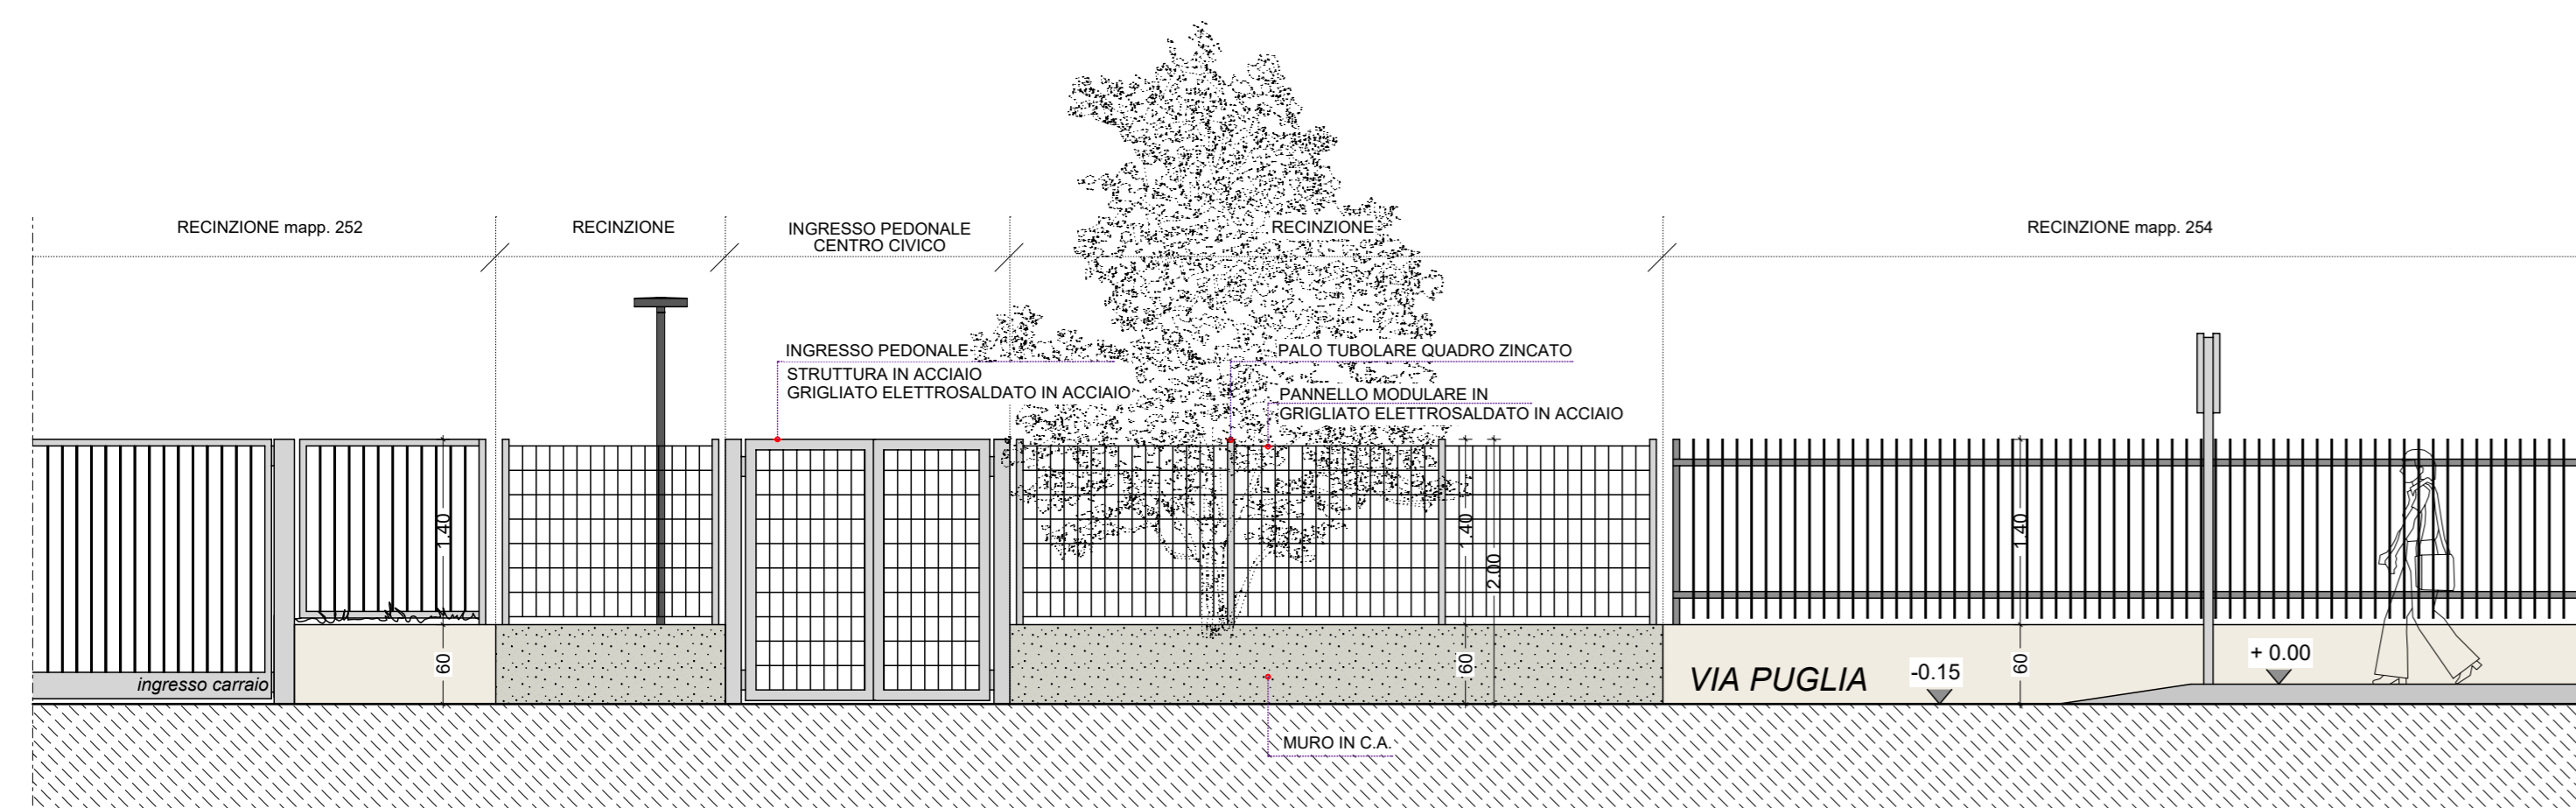 RECINZIONE mapp. 252
RECINZIONE
INGRESSO PEDONALE
CENTRO CIVICO
RECINZIONE
RECINZIONE mapp. 254
INGRESSO PEDONALE
STRUTTURA IN ACCIAIO
GRIGLIATO ELETTROSALDATO IN ACCIAIO
PALO TUBOLARE QUADRO ZINCATO
PANNELLO MODULARE IN
GRIGLIATO ELETTROSALDATO IN ACCIAIO
1.40
1.40
2.00
1.40
60
60
60
ingresso carraio
VIA PUGLIA
-0.15
+ 0.00
MURO IN C.A.